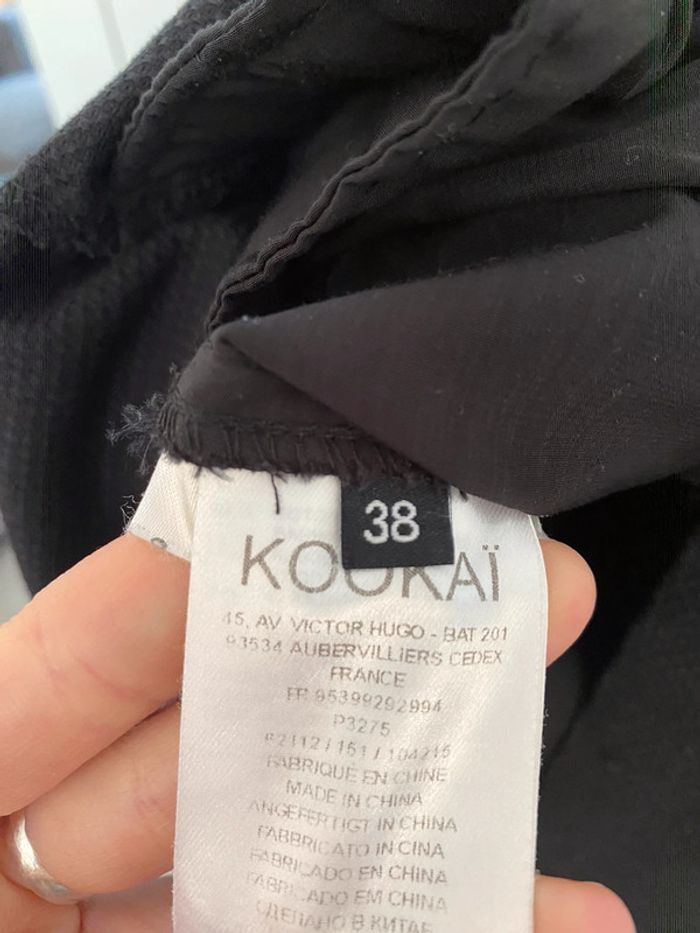 38
KOOKAÏ
45, AV VICTOR HUGO - BAT 201
93534 AUBERVILLIERS CEDEX
FRANCE
FR 95399292994
P3275
FABRIQUÉ EN CHINE
MADE IN CHINA
ANGEFERTIGT IN CHINA
FABBRICATO IN CINA
FABRICADO EN CHINA
FABRICADO EM CHINA
СДЕЛАНО В КИТАЕ